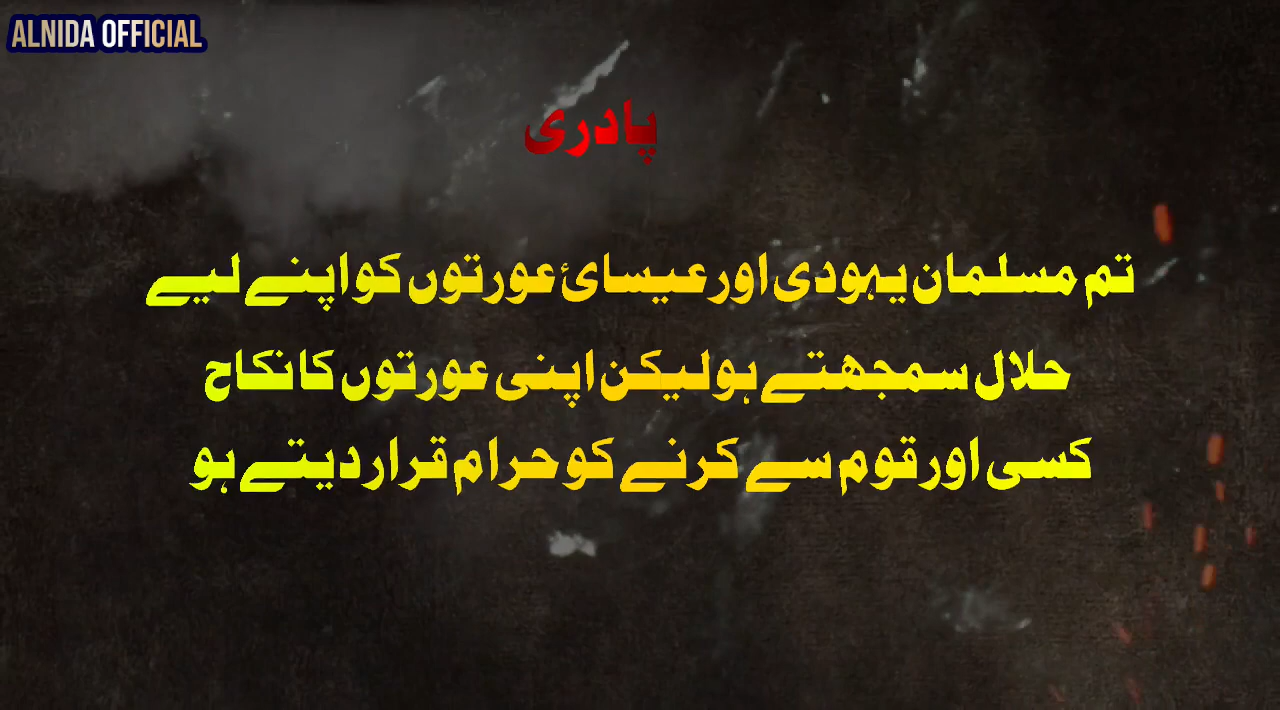 ALNIDA OFFICIAL
پادری
تم مسلمان یہودی اور عیسائ عورتوں کو اپنے لیے
حلال سمجھتے ہو لیکن اپنی عورتوں کا نکاح
کسی اور قوم سے کرنے کو حرام قرار دیتے ہو